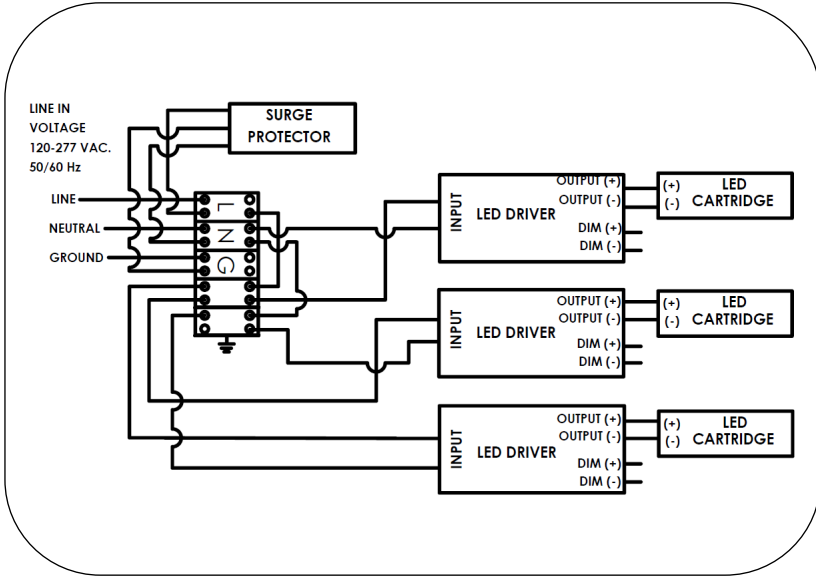 LINE IN
VOLTAGE
120-277 VAC.
50/60 Hz
SURGE
PROTECTOR
LINE
NEUTRAL
GROUND
L
N
G
INPUT
LED DRIVER
OUTPUT (+)
OUTPUT (-)
DIM (+)
DIM (-)
(+)
(-)
LED
CARTRIDGE
INPUT
LED DRIVER
OUTPUT (+)
OUTPUT (-)
DIM (+)
DIM (-)
(+)
(-)
LED
CARTRIDGE
INPUT
LED DRIVER
OUTPUT (+)
OUTPUT (-)
DIM (+)
DIM (-)
(+)
(-)
LED
CARTRIDGE